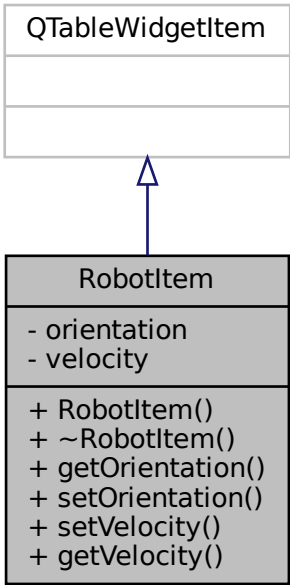 QTableWidgetItem
RobotItem
- orientation
- velocity
+ RobotItem()
+ ~RobotItem()
+ getOrientation()
+ setOrientation()
+ setVelocity()
+ getVelocity()